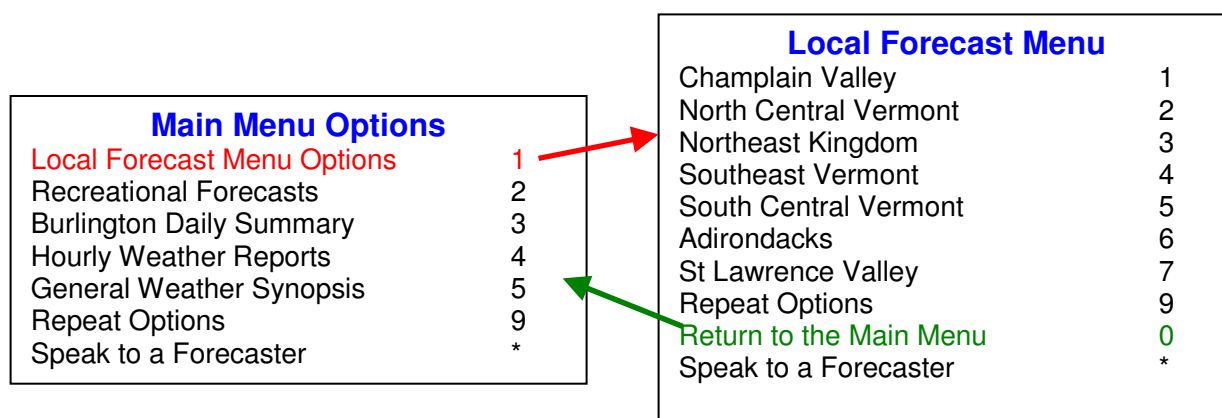 Main Menu Options
Local Forecast Menu Options 1
Recreational Forecasts 2
Burlington Daily Summary 3
Hourly Weather Reports 4
General Weather Synopsis 5
Repeat Options 9
Speak to a Forecaster *
Local Forecast Menu
Champlain Valley 1
North Central Vermont 2
Northeast Kingdom 3
Southeast Vermont 4
South Central Vermont 5
Adirondacks 6
St Lawrence Valley 7
Repeat Options 9
Return to the Main Menu 0
Speak to a Forecaster *